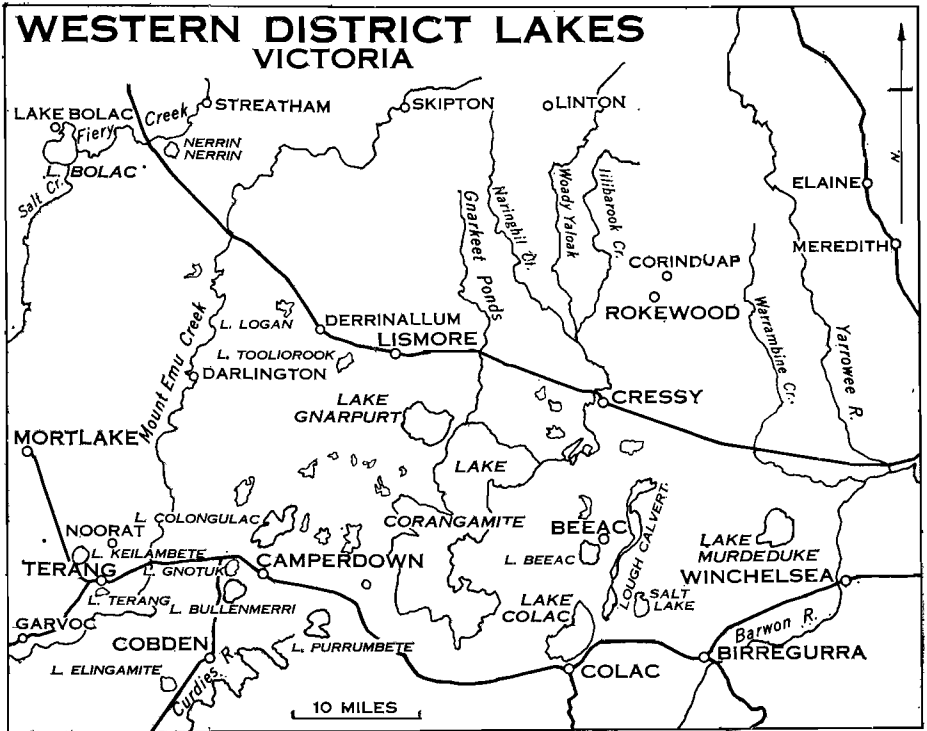 WESTERN DISTRICT LAKES
VICTORIA
LAKE BOLAC
Fiery Creek
STREATHAM
SKIPTON
LINTON
NERRIN
NERRIN
L. BOLAC
Salt Cr.
N.
ELAINE
MEREDITH
Gnarkeet Ponds
Naringhil Ct.
Woady Yaloak
Illibarook Cr.
CORINDUAP
ROKEWOOD
Warrambine Cr.
Yarrowee R.
L. LOGAN
DERRINALLUM
LISMORE
L. TOOLIOROOK
DARLINGTON
Mount Emu Creek
LAKE
GNARPURT
CRESSY
MORTLAKE
LAKE
CORANGAMITE
L. COLONGULAC
NOORAT
L. KEILAMBETE
TERANG
L. GNOTUK
CAMPERDOWN
L. TERANG
L. BULLENMERRI
GARVOC
COBDEN
L. ELINGAMITE
Curdies R.
L. PURRUMBETE
BEEAC
L. BEEAC
LOUGH CALVERT.
LAKE
MURDEDUKE
WINCHELSEA
SALT
LAKE
LAKE
COLAC
Barwon R.
BIRREGURRA
COLAC
10 MILES